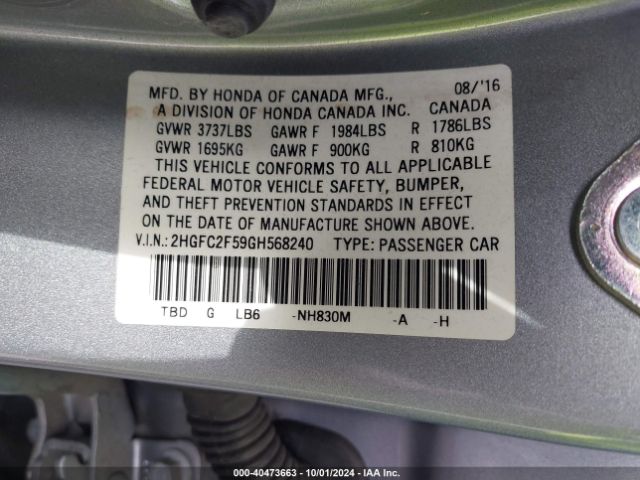 MFD. BY HONDA OF CANADA MFG., 08/'16
A DIVISION OF HONDA CANADA INC. CANADA
GVWR 3737LBS GAWR F 1984LBS R 1786LBS
GVWR 1695KG GAWR F 900KG R 810KG
THIS VEHICLE CONFORMS TO ALL APPLICABLE
FEDERAL MOTOR VEHICLE SAFETY, BUMPER,
AND THEFT PREVENTION STANDARDS IN EFFECT
ON THE DATE OF MANUFACTURE SHOWN ABOVE.
V.I.N.: 2HGFC2F59GH568240 TYPE: PASSENGER CAR
TBD G LB6 -NH830M -A -H
000-40473663 - 10/01/2024 - IAA Inc.